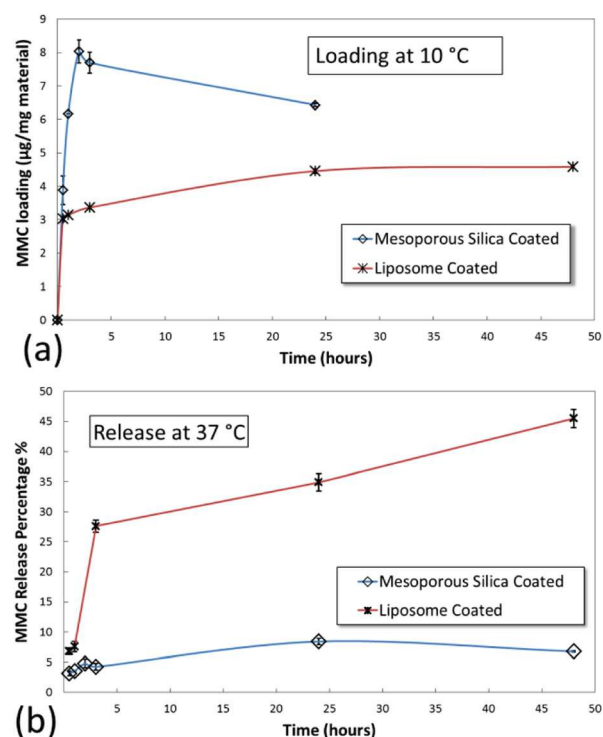 9
8
7
6
5
4
3
2
1
0
MMC loading (µg/mg material)
Loading at 10 °C
Mesoporous Silica Coated
Liposome Coated
5 10 15 20 25 30 35 40 45 50
Time (hours)
(a)
50
45
40
35
30
25
20
15
10
5
0
MMC Release Percentage %
Release at 37 °C
Mesoporous Silica Coated
Liposome Coated
5 10 15 20 25 30 35 40 45 50
Time (hours)
(b)